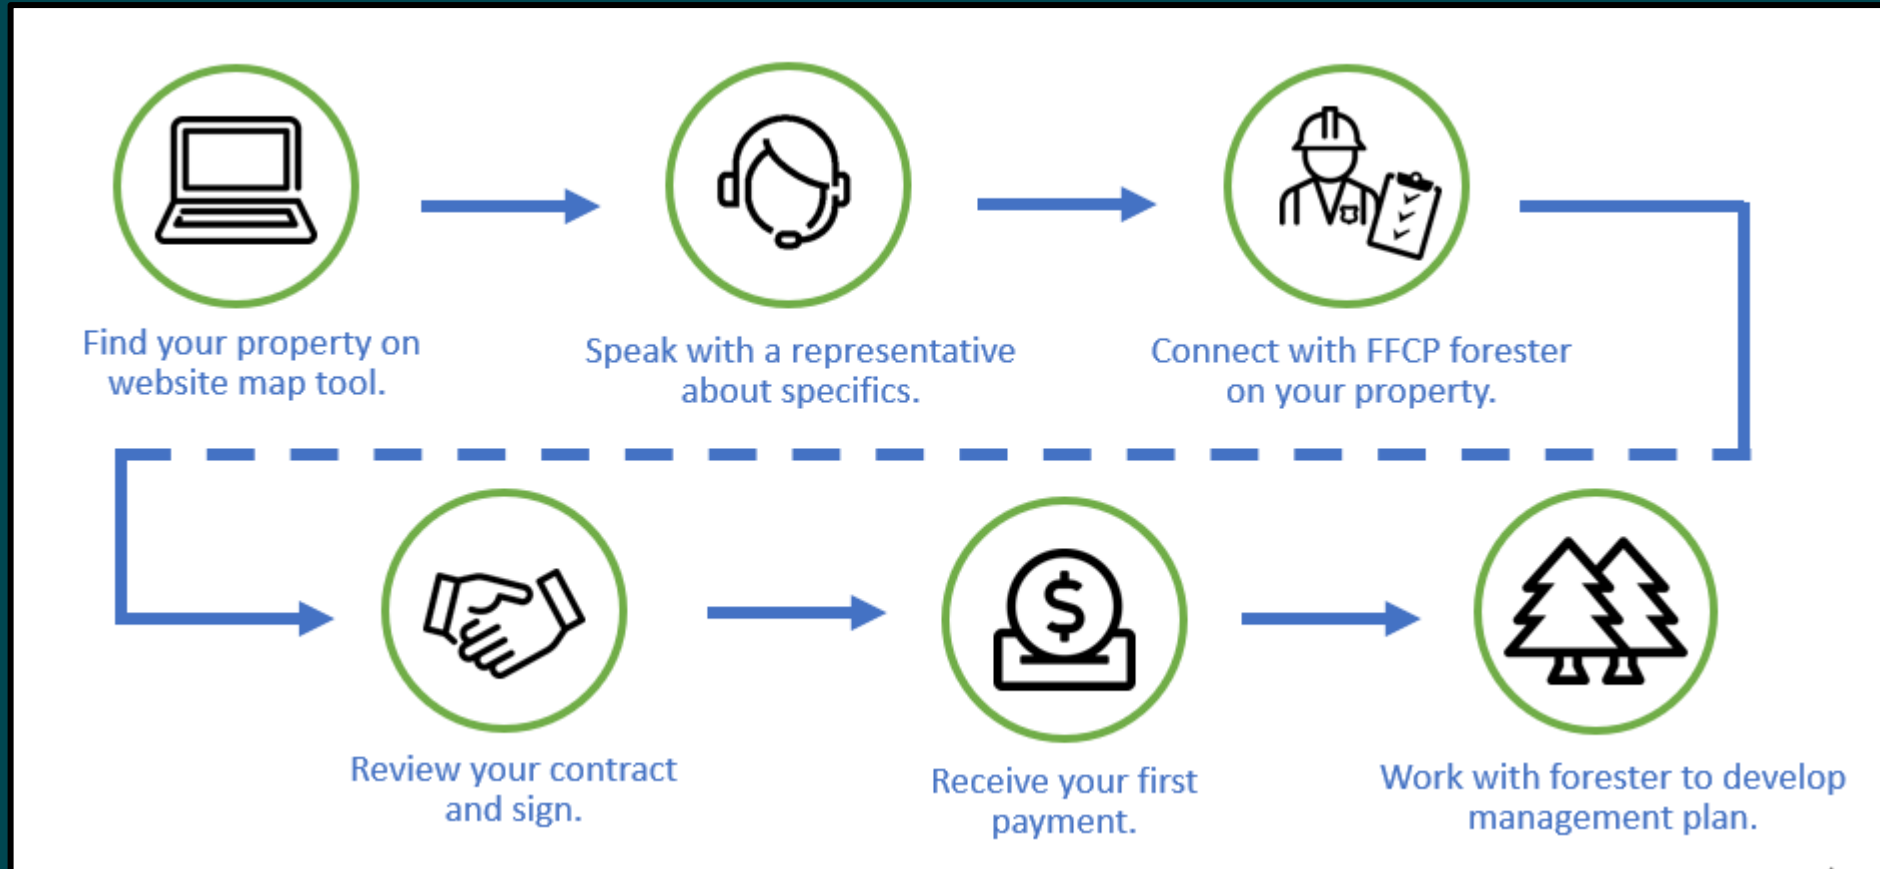 Find your property on
website map tool.
Speak with a representative
about specifics.
Connect with FFCP forester
on your property.
Review your contract
and sign.
$
Receive your first
payment.
Work with forester to develop
management plan.